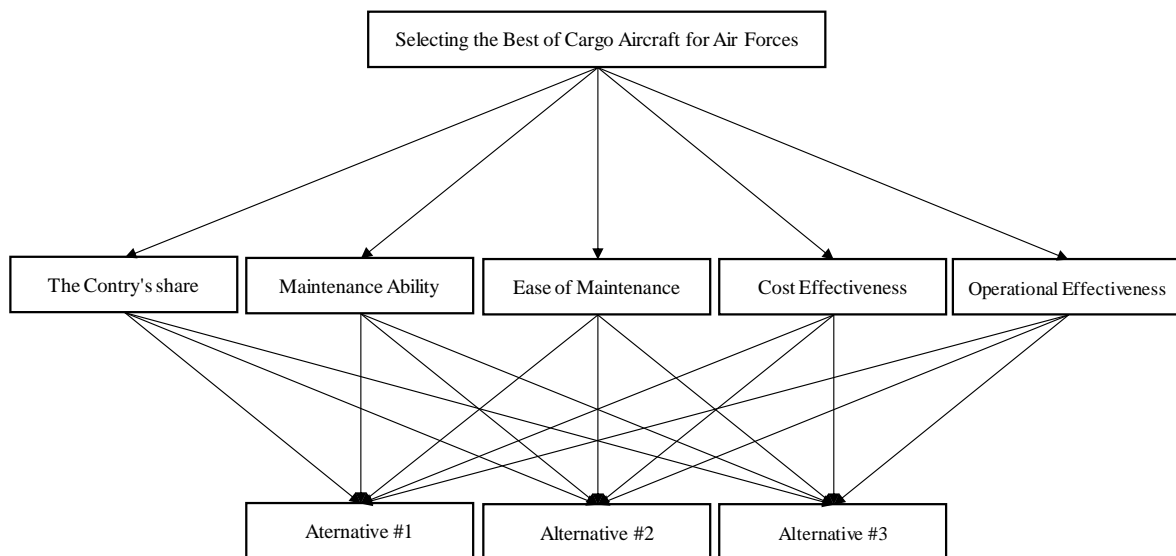 Selecting the Best of Cargo Aircraft for Air Forces
The Contry's share
Maintenance Ability
Ease of Maintenance
Cost Effectiveness
Operational Effectiveness
Aternative #1
Alternative #2
Alternative #3